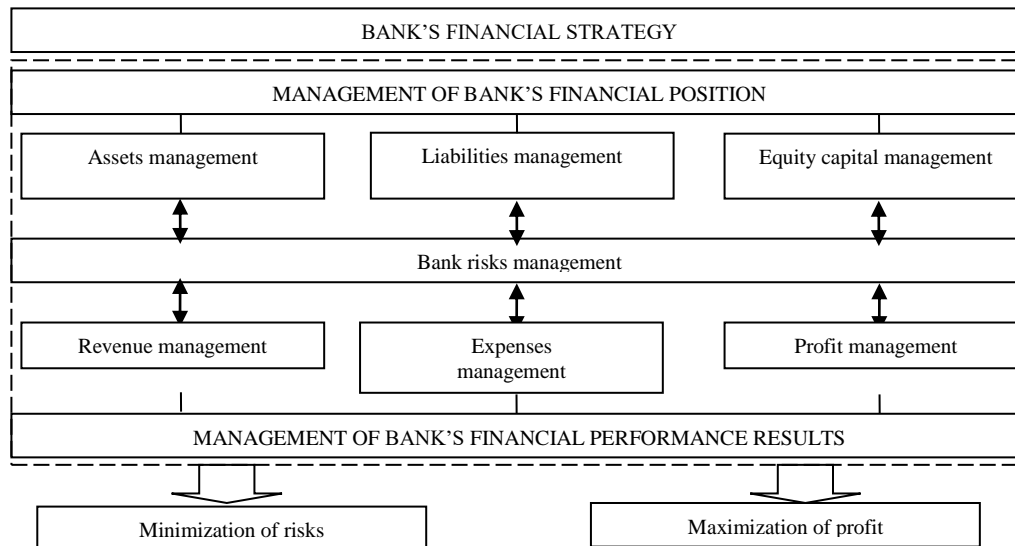 BANK’S FINANCIAL STRATEGY
MANAGEMENT OF BANK’S FINANCIAL POSITION
Assets management
Liabilities management
Equity capital management
Bank risks management
Revenue management
Expenses
management
Profit management
MANAGEMENT OF BANK’S FINANCIAL PERFORMANCE RESULTS
Minimization of risks
Maximization of profit